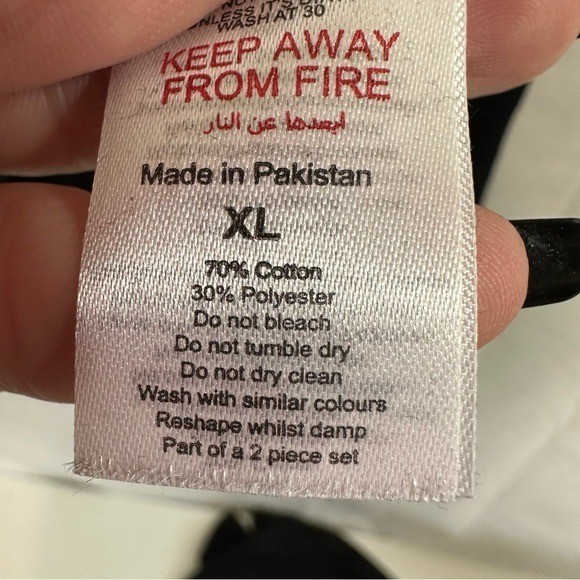 UNLESS IT'S
WASH AT 30
KEEP AWAY
FROM FIRE
ابعدها عن النار
Made in Pakistan
XL
70% Cotton
30% Polyester
Do not bleach
Do not tumble dry
Do not dry clean
Wash with similar colours
Reshape whilst damp
Part of a 2 piece set